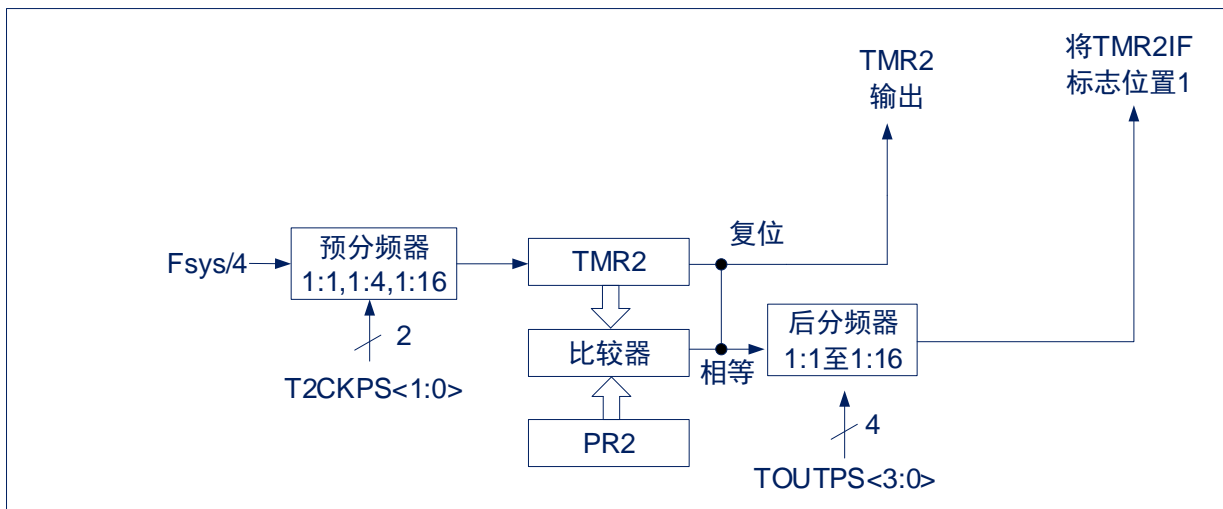 TMR2
输出
将TMR2IF
标志位置1
Fsys/4
预分频器
1:1,1:4,1:16
TMR2
复位
2
T2CKPS<1:0>
比较器
相等
后分频器
1:1至1:16
PR2
4
TOUTPS<3:0>